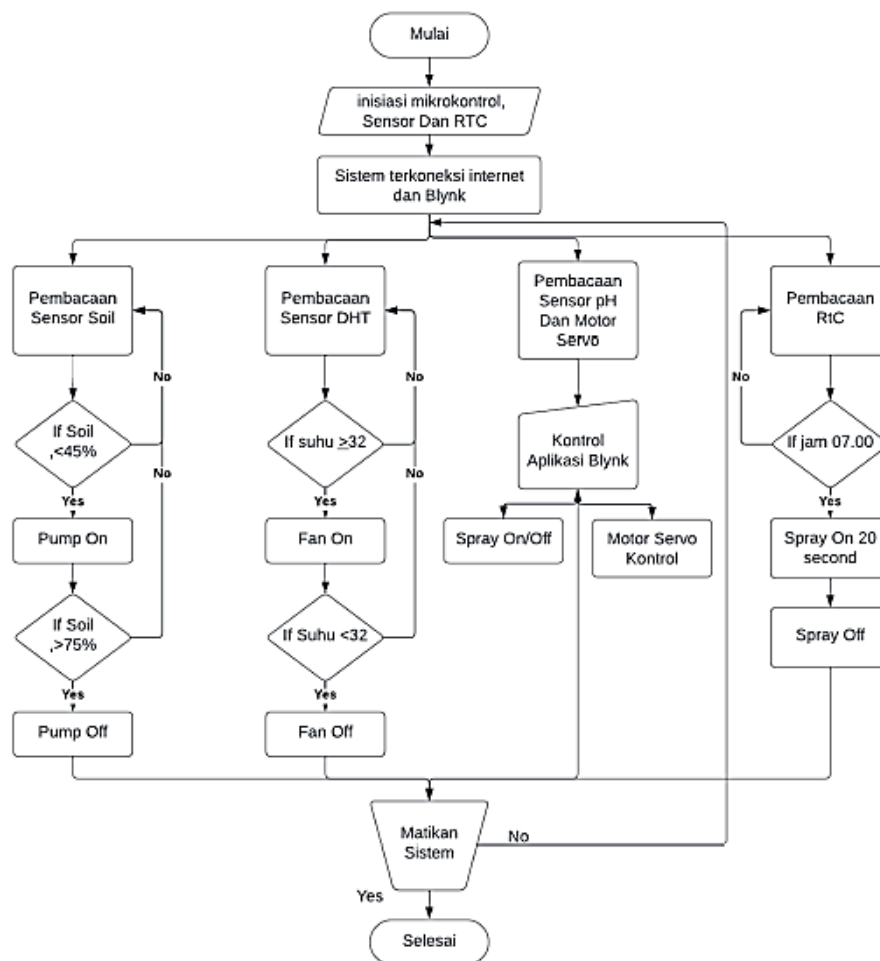 Mulai
inisiasi mikrokontrol,
Sensor Dan RTC
Sistem terkoneksi internet
dan Blynk
Pembacaan
Sensor Soil
No
If Soil
,<45%
No
Yes
Pump On
If Soil
,>75%
Yes
Pump Off
Pembacaan
Sensor DHT
No
If suhu ≥32
No
Yes
Fan On
If Suhu <32
Yes
Fan Off
Pembacaan
Sensor pH
Dan Motor
Servo
Kontrol
Aplikasi Blynk
Spray On/Off
Motor Servo
Kontrol
Pembacaan
RtC
No
If jam 07.00
Yes
Spray On 20
second
Spray Off
Matikan
Sistem
No
Yes
Selesai